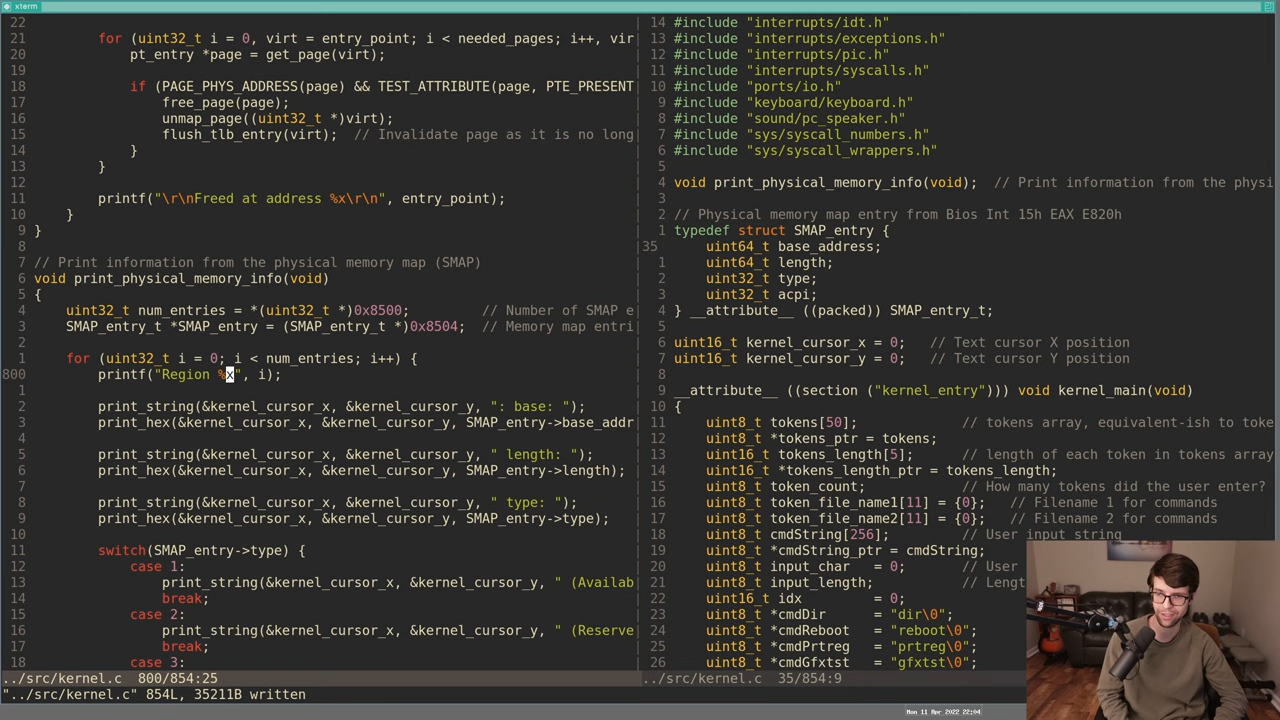 xterm
22
21 for (uint32_t i = 0, virt = entry_point; i < needed_pages; i++, vir
20 pt_entry *page = get_page(virt);
19
18 if (PAGE_PHYS_ADDRESS(page) && TEST_ATTRIBUTE(page, PTE_PRESENT
17 free_page(page);
16 unmap_page((uint32_t *)virt);
15 flush_tlb_entry(virt); // Invalidate page as it is no long
14 }
13 }
12
11 printf("\r\nFreed at address %x\r\n", entry_point);
10 }
9 }
8
7 // Print information from the physical memory map (SMAP)
6 void print_physical_memory_info(void)
5 {
4 uint32_t num_entries = *(uint32_t *)0x8500; // Number of SMAP e
3 SMAP_entry_t *SMAP_entry = (SMAP_entry_t *)0x8504; // Memory map entri
2
1 for (uint32_t i = 0; i < num_entries; i++) {
800 printf("Region %x", i);
1
2 print_string(&kernel_cursor_x, &kernel_cursor_y, ": base: ");
3 print_hex(&kernel_cursor_x, &kernel_cursor_y, SMAP_entry->base_addr
4
5 print_string(&kernel_cursor_x, &kernel_cursor_y, " length: ");
6 print_hex(&kernel_cursor_x, &kernel_cursor_y, SMAP_entry->length);
7
8 print_string(&kernel_cursor_x, &kernel_cursor_y, " type: ");
9 print_hex(&kernel_cursor_x, &kernel_cursor_y, SMAP_entry->type);
10
11 switch(SMAP_entry->type) {
12 case 1:
13 print_string(&kernel_cursor_x, &kernel_cursor_y, " (Availab
14 break;
15 case 2:
16 print_string(&kernel_cursor_x, &kernel_cursor_y, " (Reserve
17 break;
18 case 3:
../src/kernel.c 800/854:25
"../src/kernel.c" 854L, 35211B written
14 #include "interrupts/idt.h"
13 #include "interrupts/exceptions.h"
12 #include "interrupts/pic.h"
11 #include "interrupts/syscalls.h"
10 #include "ports/io.h"
9 #include "keyboard/keyboard.h"
8 #include "sound/pc_speaker.h"
7 #include "sys/syscall_numbers.h"
6 #include "sys/syscall_wrappers.h"
5
4 void print_physical_memory_info(void); // Print information from the physi
3
2 // Physical memory map entry from Bios Int 15h EAX E820h
1 typedef struct SMAP_entry {
35 uint64_t base_address;
1 uint64_t length;
2 uint32_t type;
3 uint32_t acpi;
4 } __attribute__ ((packed)) SMAP_entry_t;
5
6 uint16_t kernel_cursor_x = 0; // Text cursor X position
7 uint16_t kernel_cursor_y = 0; // Text cursor Y position
8
9 __attribute__ ((section ("kernel_entry"))) void kernel_main(void)
10 {
11 uint8_t tokens[50]; // tokens array, equivalent-ish to toke
12 uint8_t *tokens_ptr = tokens;
13 uint16_t tokens_length[5]; // length of each token in tokens array
14 uint16_t *tokens_length_ptr = tokens_length;
15 uint8_t token_count; // How many tokens did the user enter?
16 uint8_t token_file_name1[11] = {0}; // Filename 1 for commands
17 uint8_t token_file_name2[11] = {0}; // Filename 2 for commands
18 uint8_t cmdString[256]; // User input string
19 uint8_t *cmdString_ptr = cmdString;
20 uint8_t input_char = 0; // User
21 uint8_t input_length; // Lengt
22 uint16_t idx = 0;
23 uint8_t *cmdDir = "dir\0";
24 uint8_t *cmdReboot = "reboot\0";
25 uint8_t *cmdPrtreg = "prtreg\0";
26 uint8_t *cmdGfxtst = "gfxtst\0";
../src/kernel.c 35/854:9
Mon 11 Apr 2022 22:04